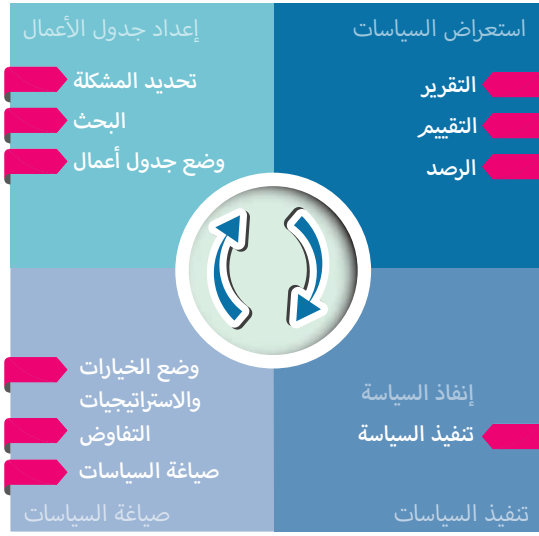 استعراض السياسات
التقرير
التقييم
الرصد
إعداد جدول الأعمال
تحديد المشكلة
البحث
وضع جدول أعمال
إنفاذ السياسة
تنفيذ السياسة
تنفيذ السياسات
وضع الخيارات
والاستراتيجيات
التفاوض
صياغة السياسات
صياغة السياسات